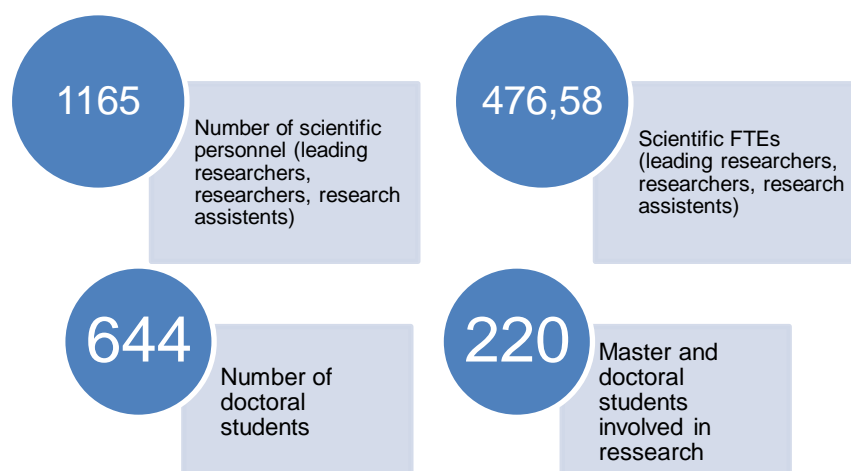 1165
Number of scientific
personnel (leading
researchers,
researchers, research
assistents)
476,58
Scientific FTEs
(leading researchers,
researchers, research
assistents)
644
Number of
doctoral
students
220
Master and
doctoral
students
involved in
ressearch